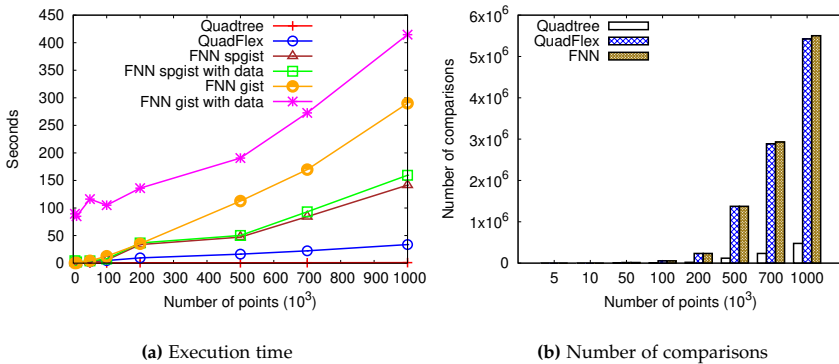 450
400
350
300
250
200
150
100
50
0
Seconds
Quadtree
QuadFlex
FNN spgist
FNN spgist with data
FNN gist
FNN gist with data
0 100 200 300 400 500 600 700 800 900 1000
Number of points (10³)
(a) Execution time
6x10⁶
5x10⁶
4x10⁶
3x10⁶
2x10⁶
1x10⁶
0
Number of comparisons
Quadtree
QuadFlex
FNN
5 10 50 100 200 500 700 1000
Number of points (10³)
(b) Number of comparisons